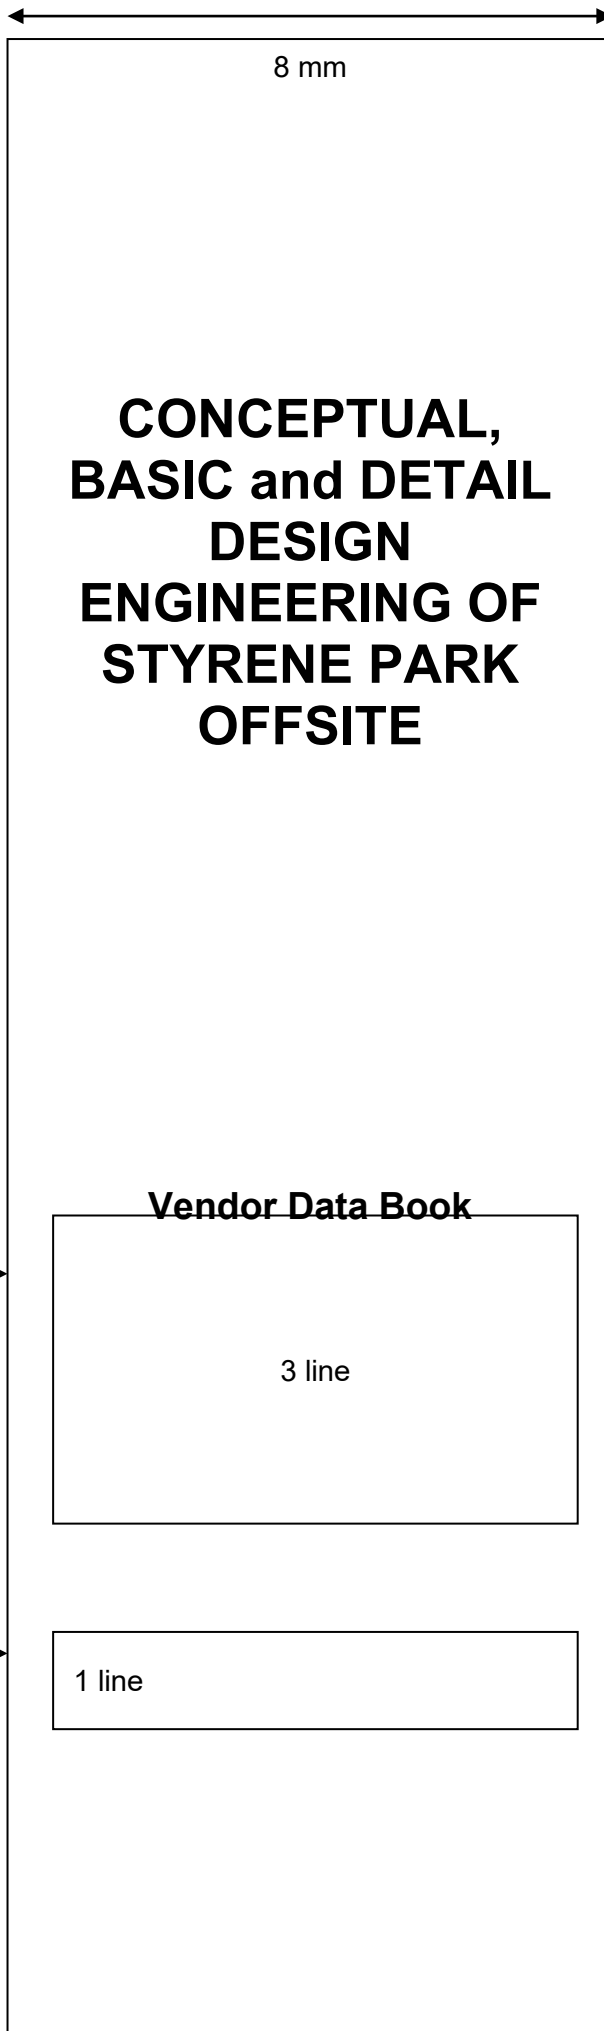 8 mm
CONCEPTUAL,
BASIC and DETAIL
DESIGN
ENGINEERING OF
STYRENE PARK
OFFSITE
Vendor Data Book
3 line
1 line